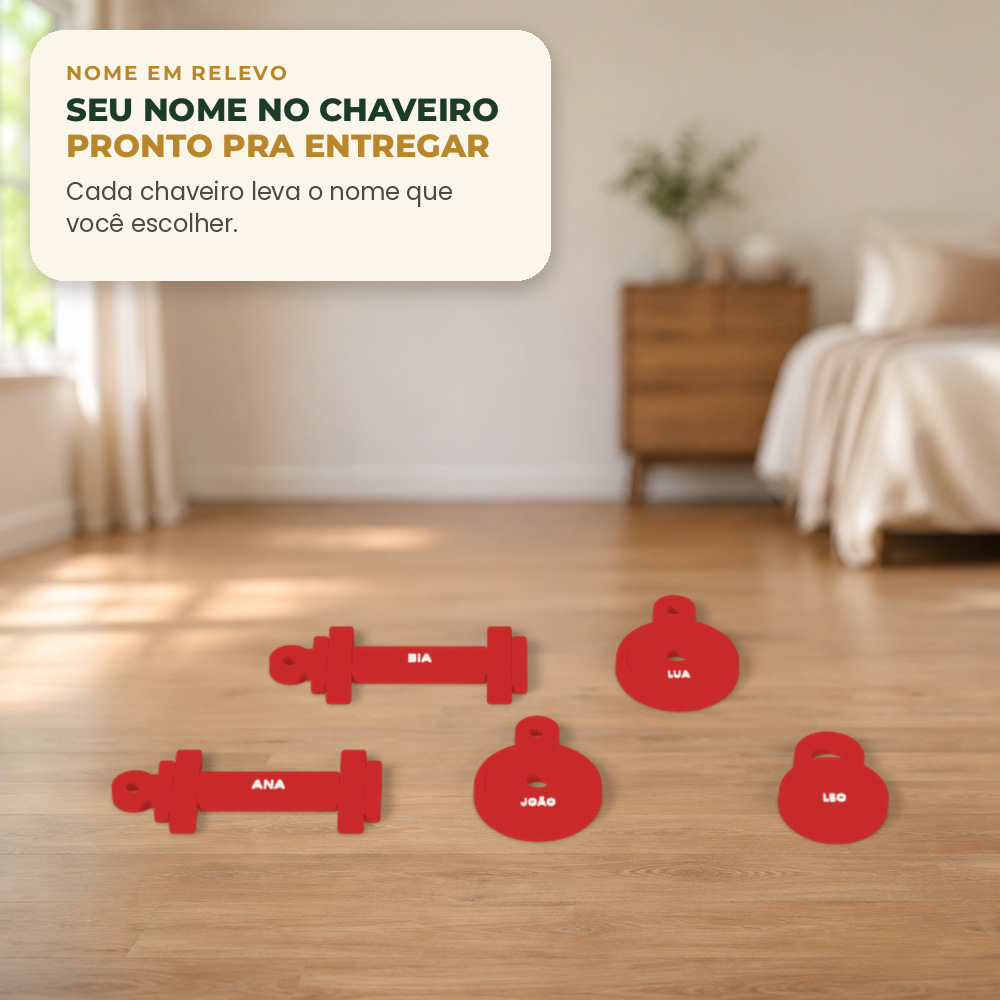 NOME EM RELEVO
SEU NOME NO CHAVEIRO
PRONTO PRA ENTREGAR
Cada chaveiro leva o nome que
você escolher.
BIA
LUA
ANA
JOÃO
LEO